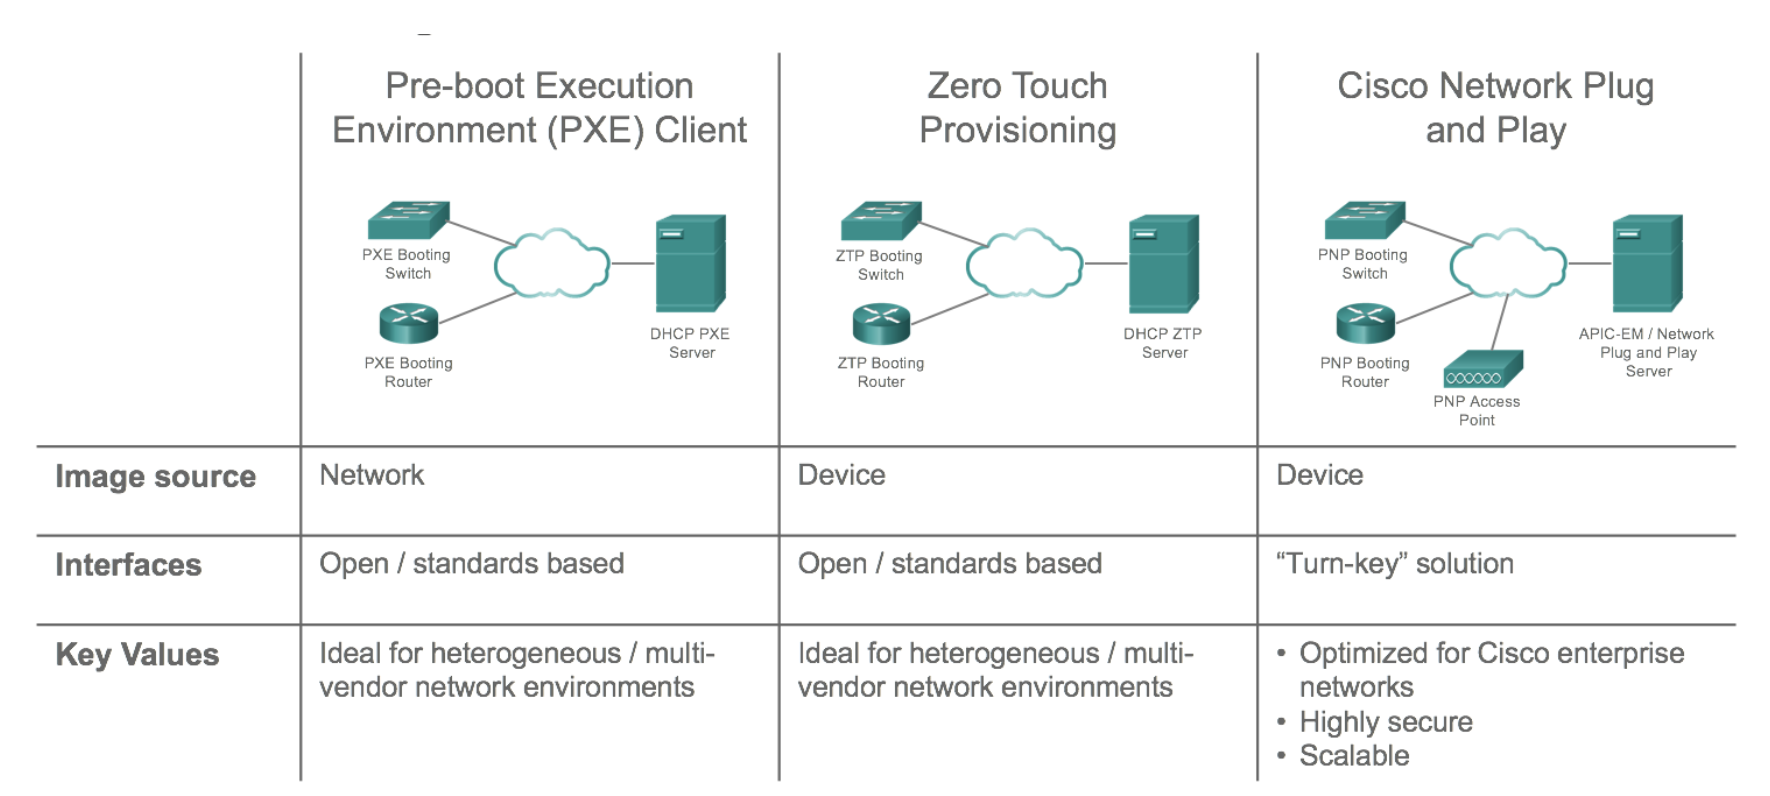 Pre-boot Execution
Environment (PXE) Client
Zero Touch
Provisioning
Cisco Network Plug
and Play
PXE Booting
Switch
PXE Booting
Router
DHCP PXE
Server
ZTP Booting
Switch
ZTP Booting
Router
DHCP ZTP
Server
PNP Booting
Switch
PNP Booting
Router
PNP Access
Point
APIC-EM / Network
Plug and Play
Server
Image source
Network
Device
Device
Interfaces
Open / standards based
Open / standards based
“Turn-key” solution
Key Values
Ideal for heterogeneous / multi-
vendor network environments
Ideal for heterogeneous / multi-
vendor network environments
• Optimized for Cisco enterprise
networks
• Highly secure
• Scalable